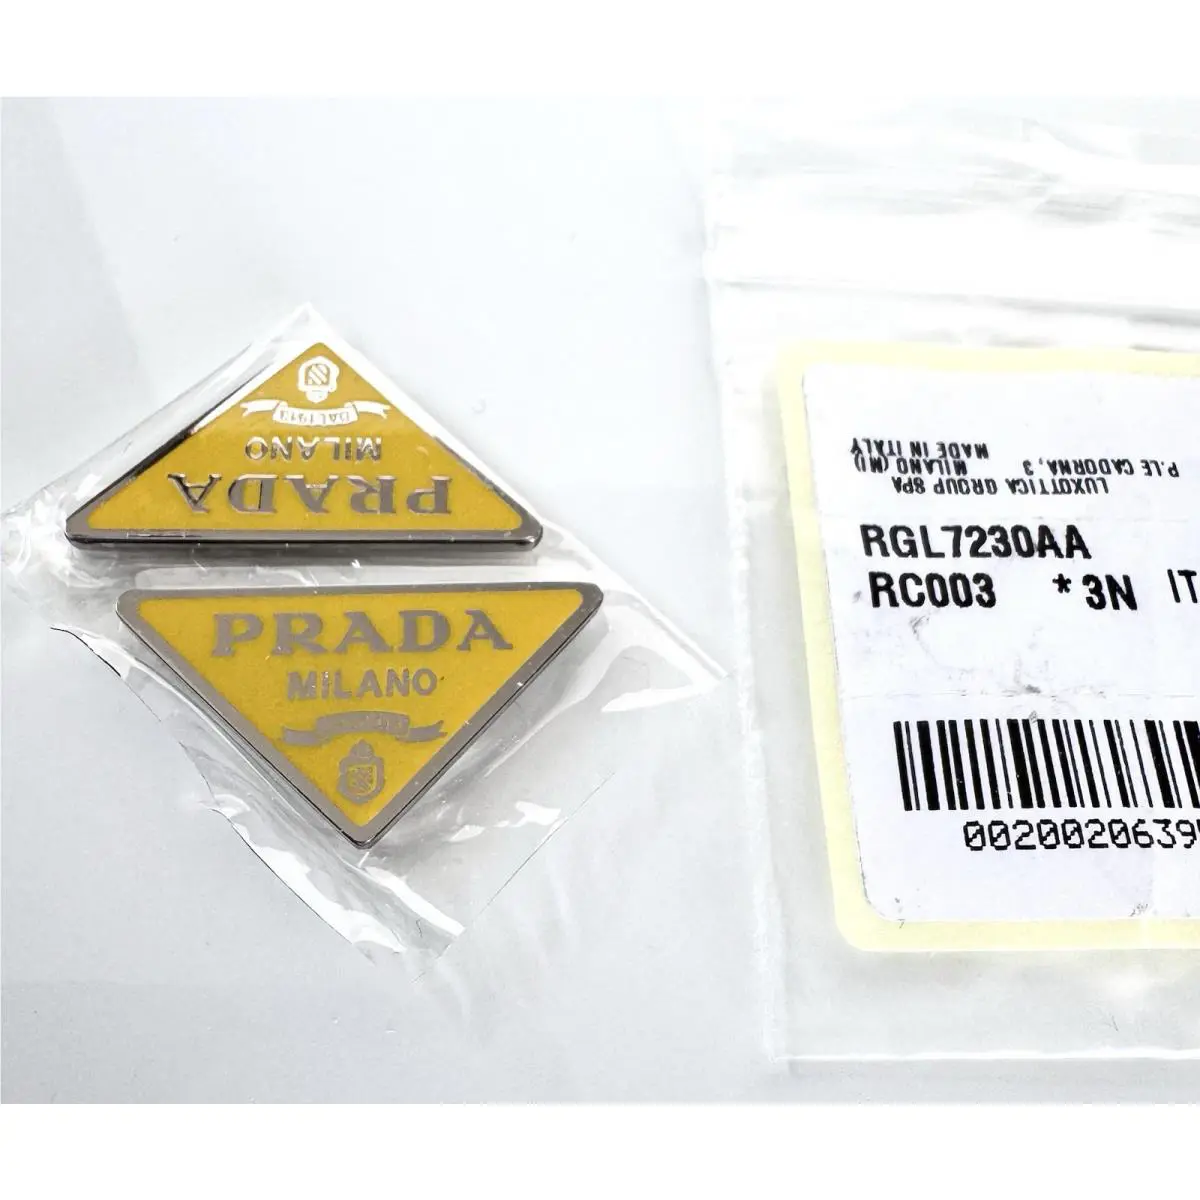 DAL 1913
MILANO
PRADA
PRADA
MILANO
LUXOTTICA GROUP SPA
P.LE CADORNA, 3 MILANO (MI)
MADE IN ITALY
RGL7230AA
RC003 *3N IT
0020020639